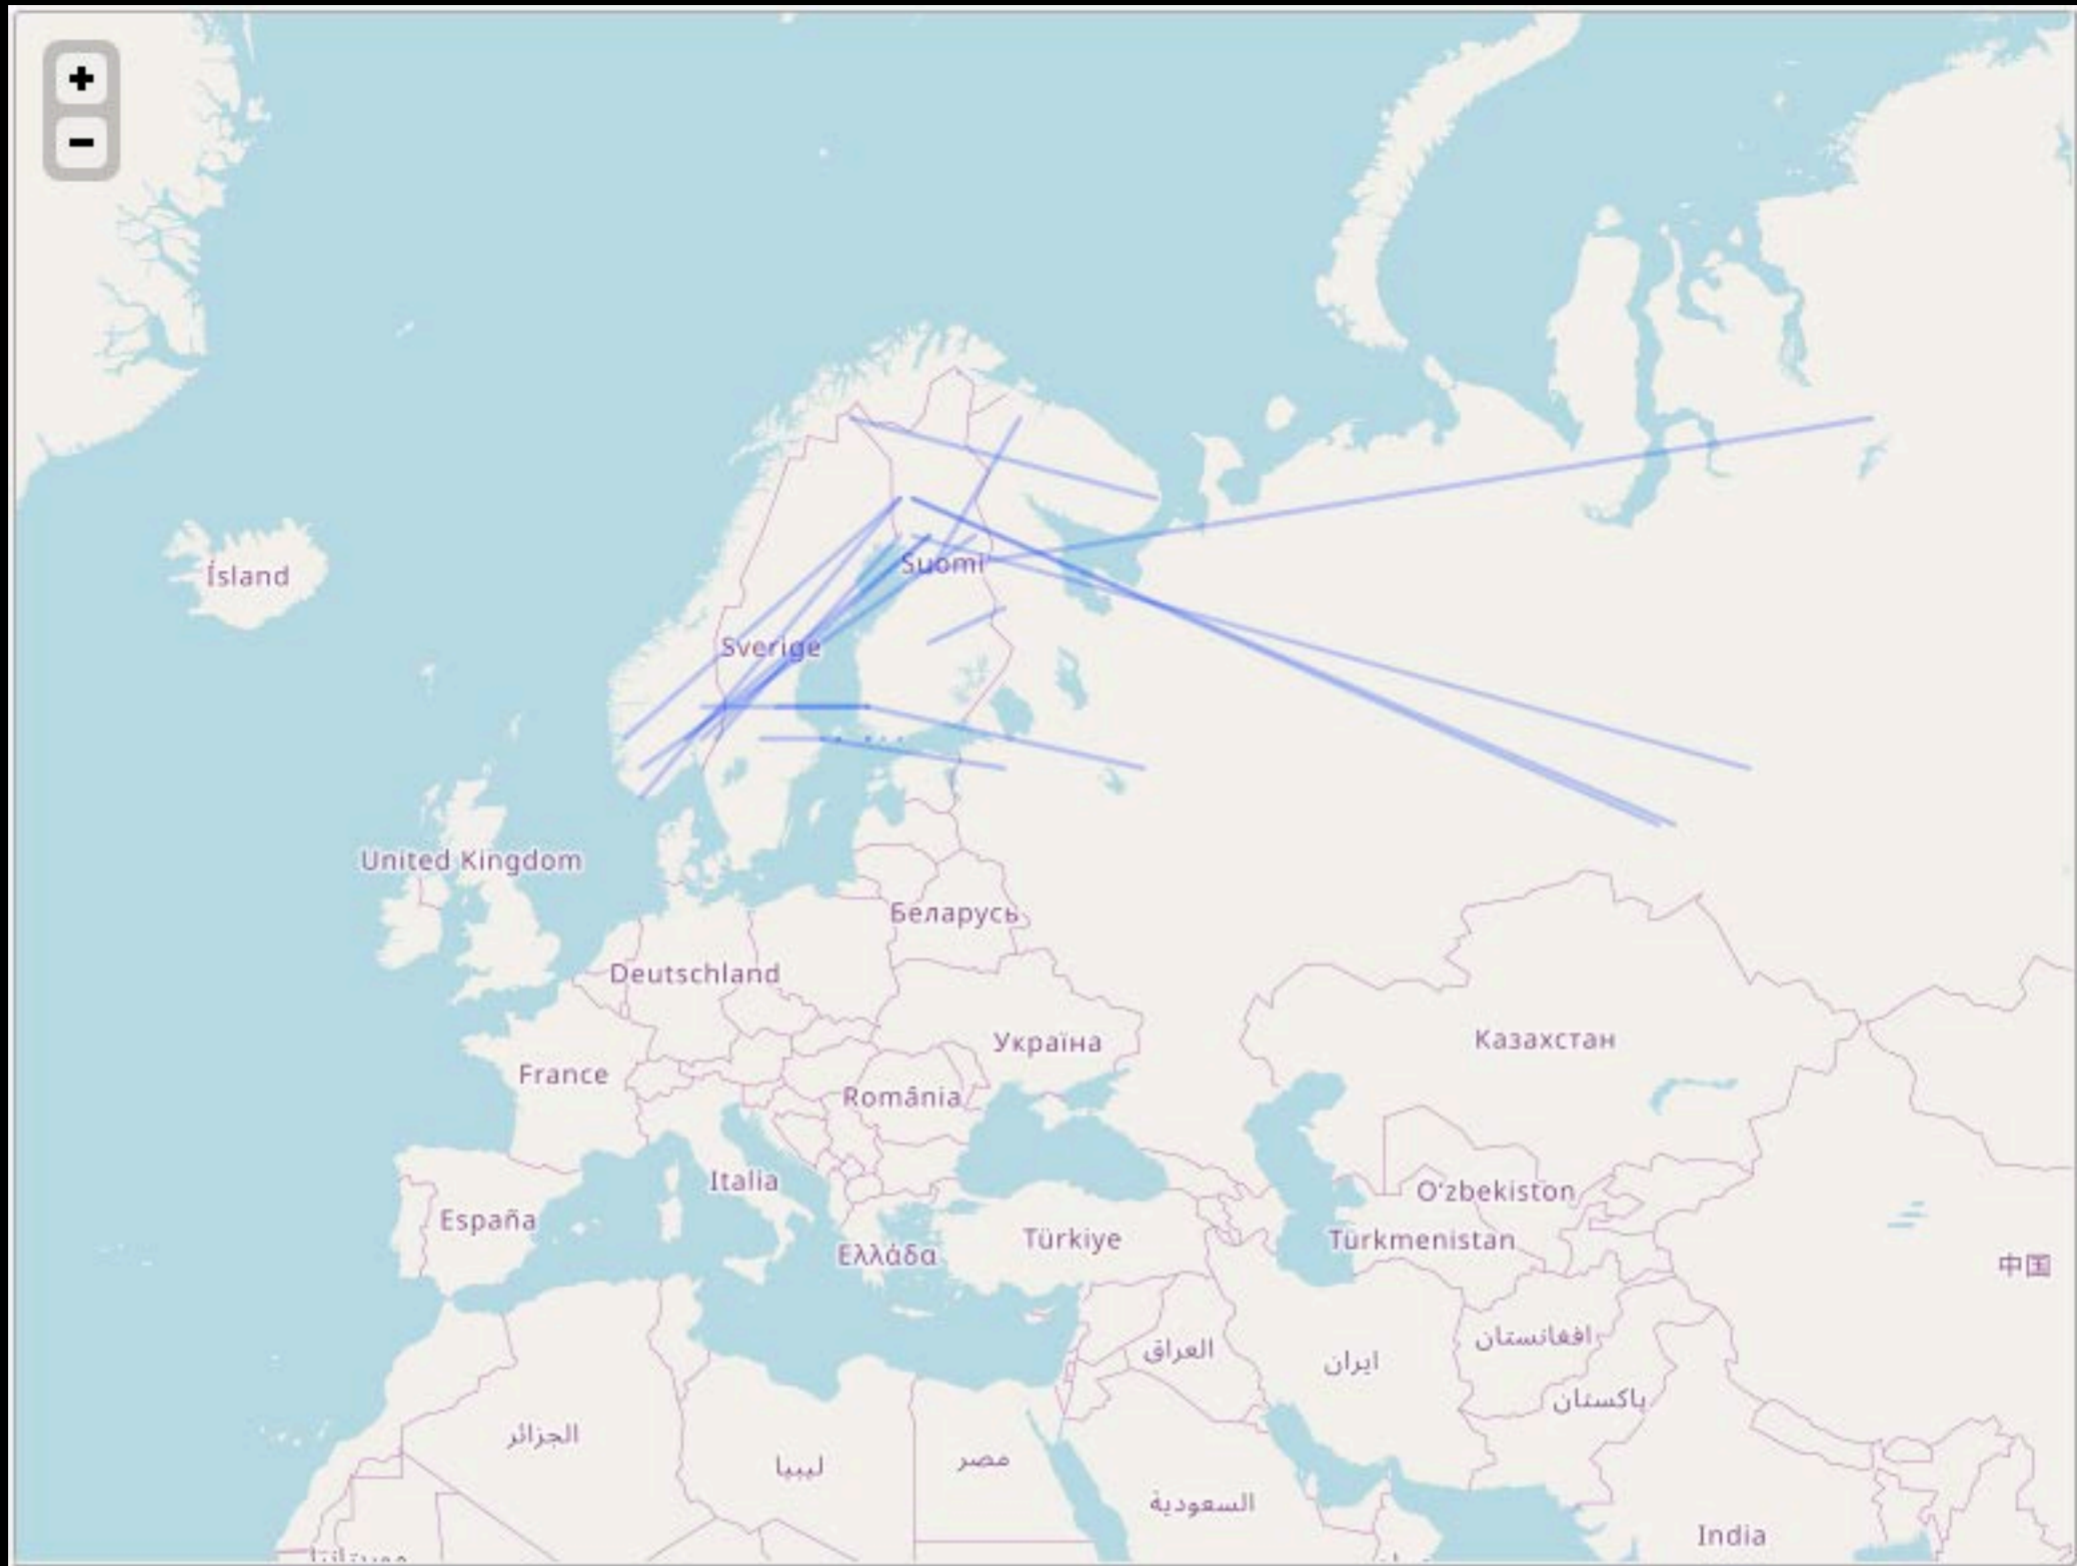 +
-
Suomi
Ísland
Sverige
United Kingdom
Беларусь
Deutschland
Україна
Казахстан
France
România
Italia
O'zbekiston
España
Türkiye
Türkmenistan
Ελλάδα
中国
افغانستان
العراق
ایران
پاکستان
الجزائر
ليبيا
مصر
السعودية
India